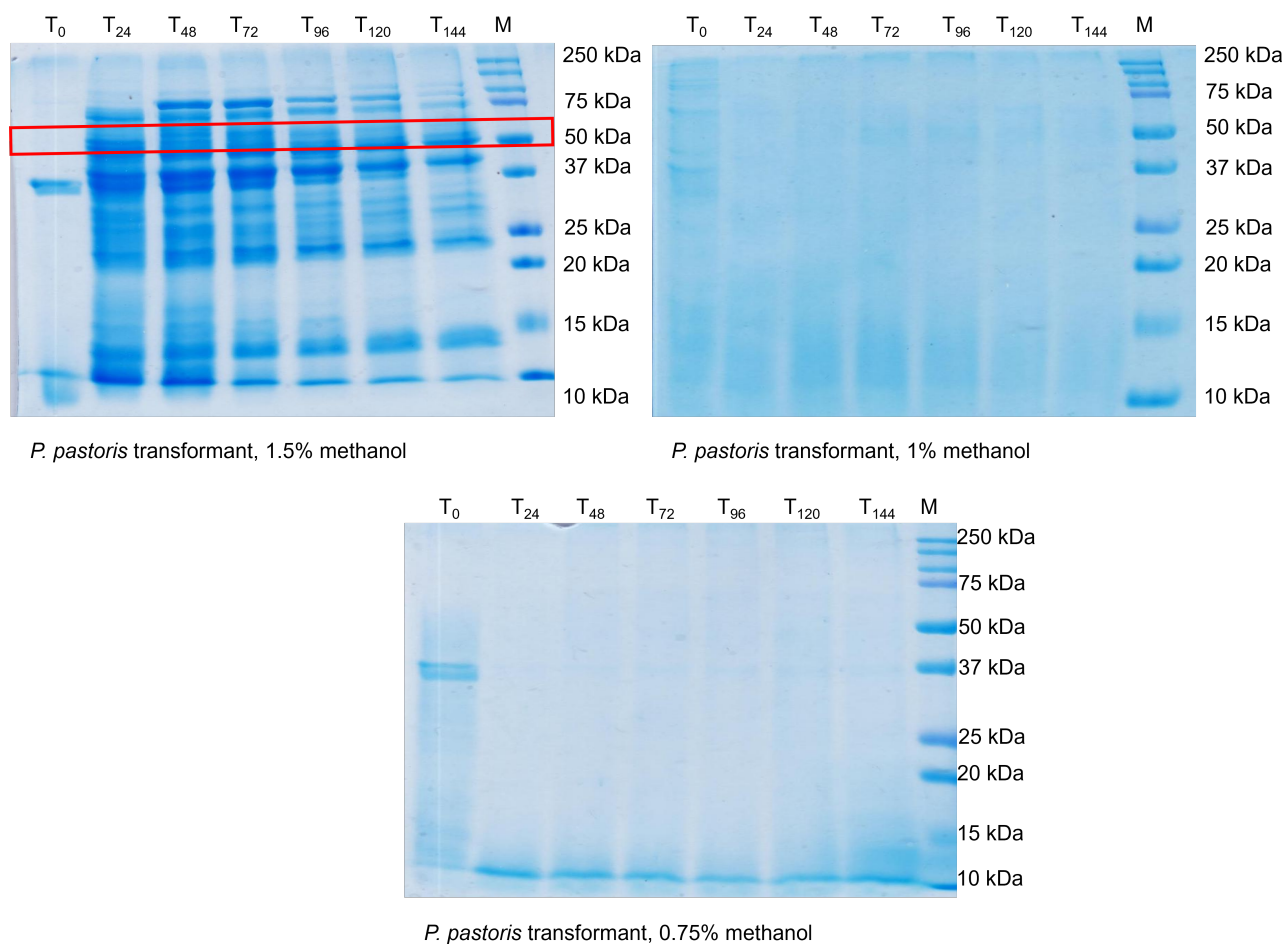 T0 T24 T48 T72 T96 T120 T144 M
250 kDa
75 kDa
50 kDa
37 kDa
25 kDa
20 kDa
15 kDa
10 kDa
P. pastoris transformant, 1.5% methanol
T0 T24 T48 T72 T96 T120 T144 M
250 kDa
75 kDa
50 kDa
37 kDa
25 kDa
20 kDa
15 kDa
10 kDa
P. pastoris transformant, 1% methanol
T0 T24 T48 T72 T96 T120 T144 M
250 kDa
75 kDa
50 kDa
37 kDa
25 kDa
20 kDa
15 kDa
10 kDa
P. pastoris transformant, 0.75% methanol